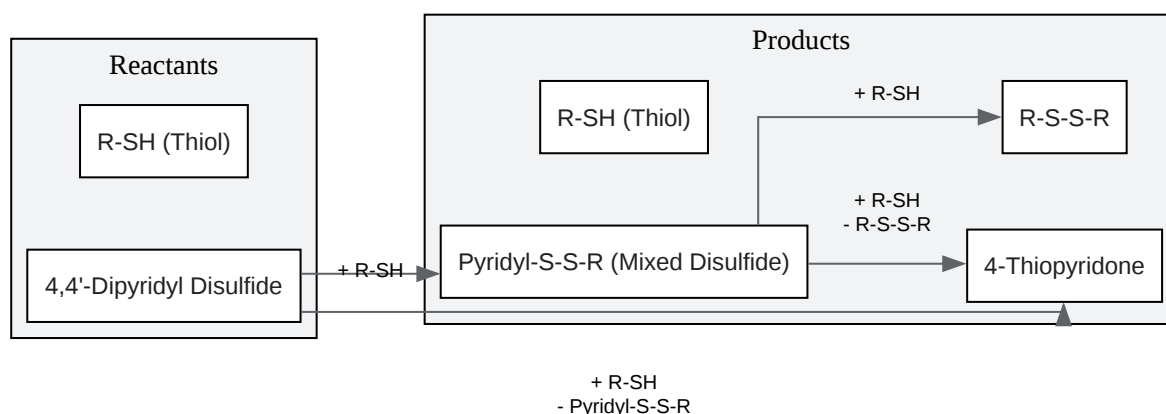 Reactants
R-SH (Thiol)
4,4'-Dipyridyl Disulfide
+ R-SH
Products
R-SH (Thiol)
+ R-SH
R-S-S-R
Pyridyl-S-S-R (Mixed Disulfide)
+ R-SH
- R-S-S-R
4-Thiopyridone
+ R-SH
- Pyridyl-S-S-R